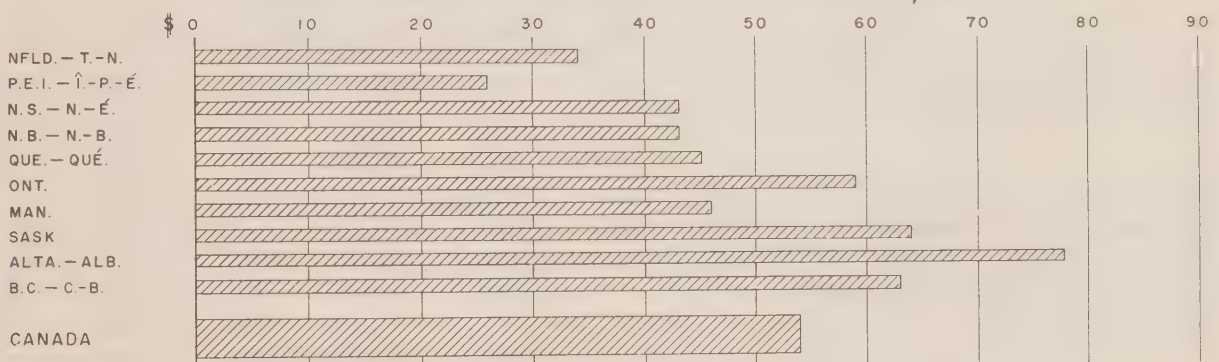 $ 0 10 20 30 40 50 60 70 80 90
NFLD. — T.-N.
P.E.I. — Î.-P.-É.
N.S. — N.-É.
N.B. — N.-B.
QUE. — QUÉ.
ONT.
MAN.
SASK
ALTA. — ALB.
B.C. — C.-B.
CANADA